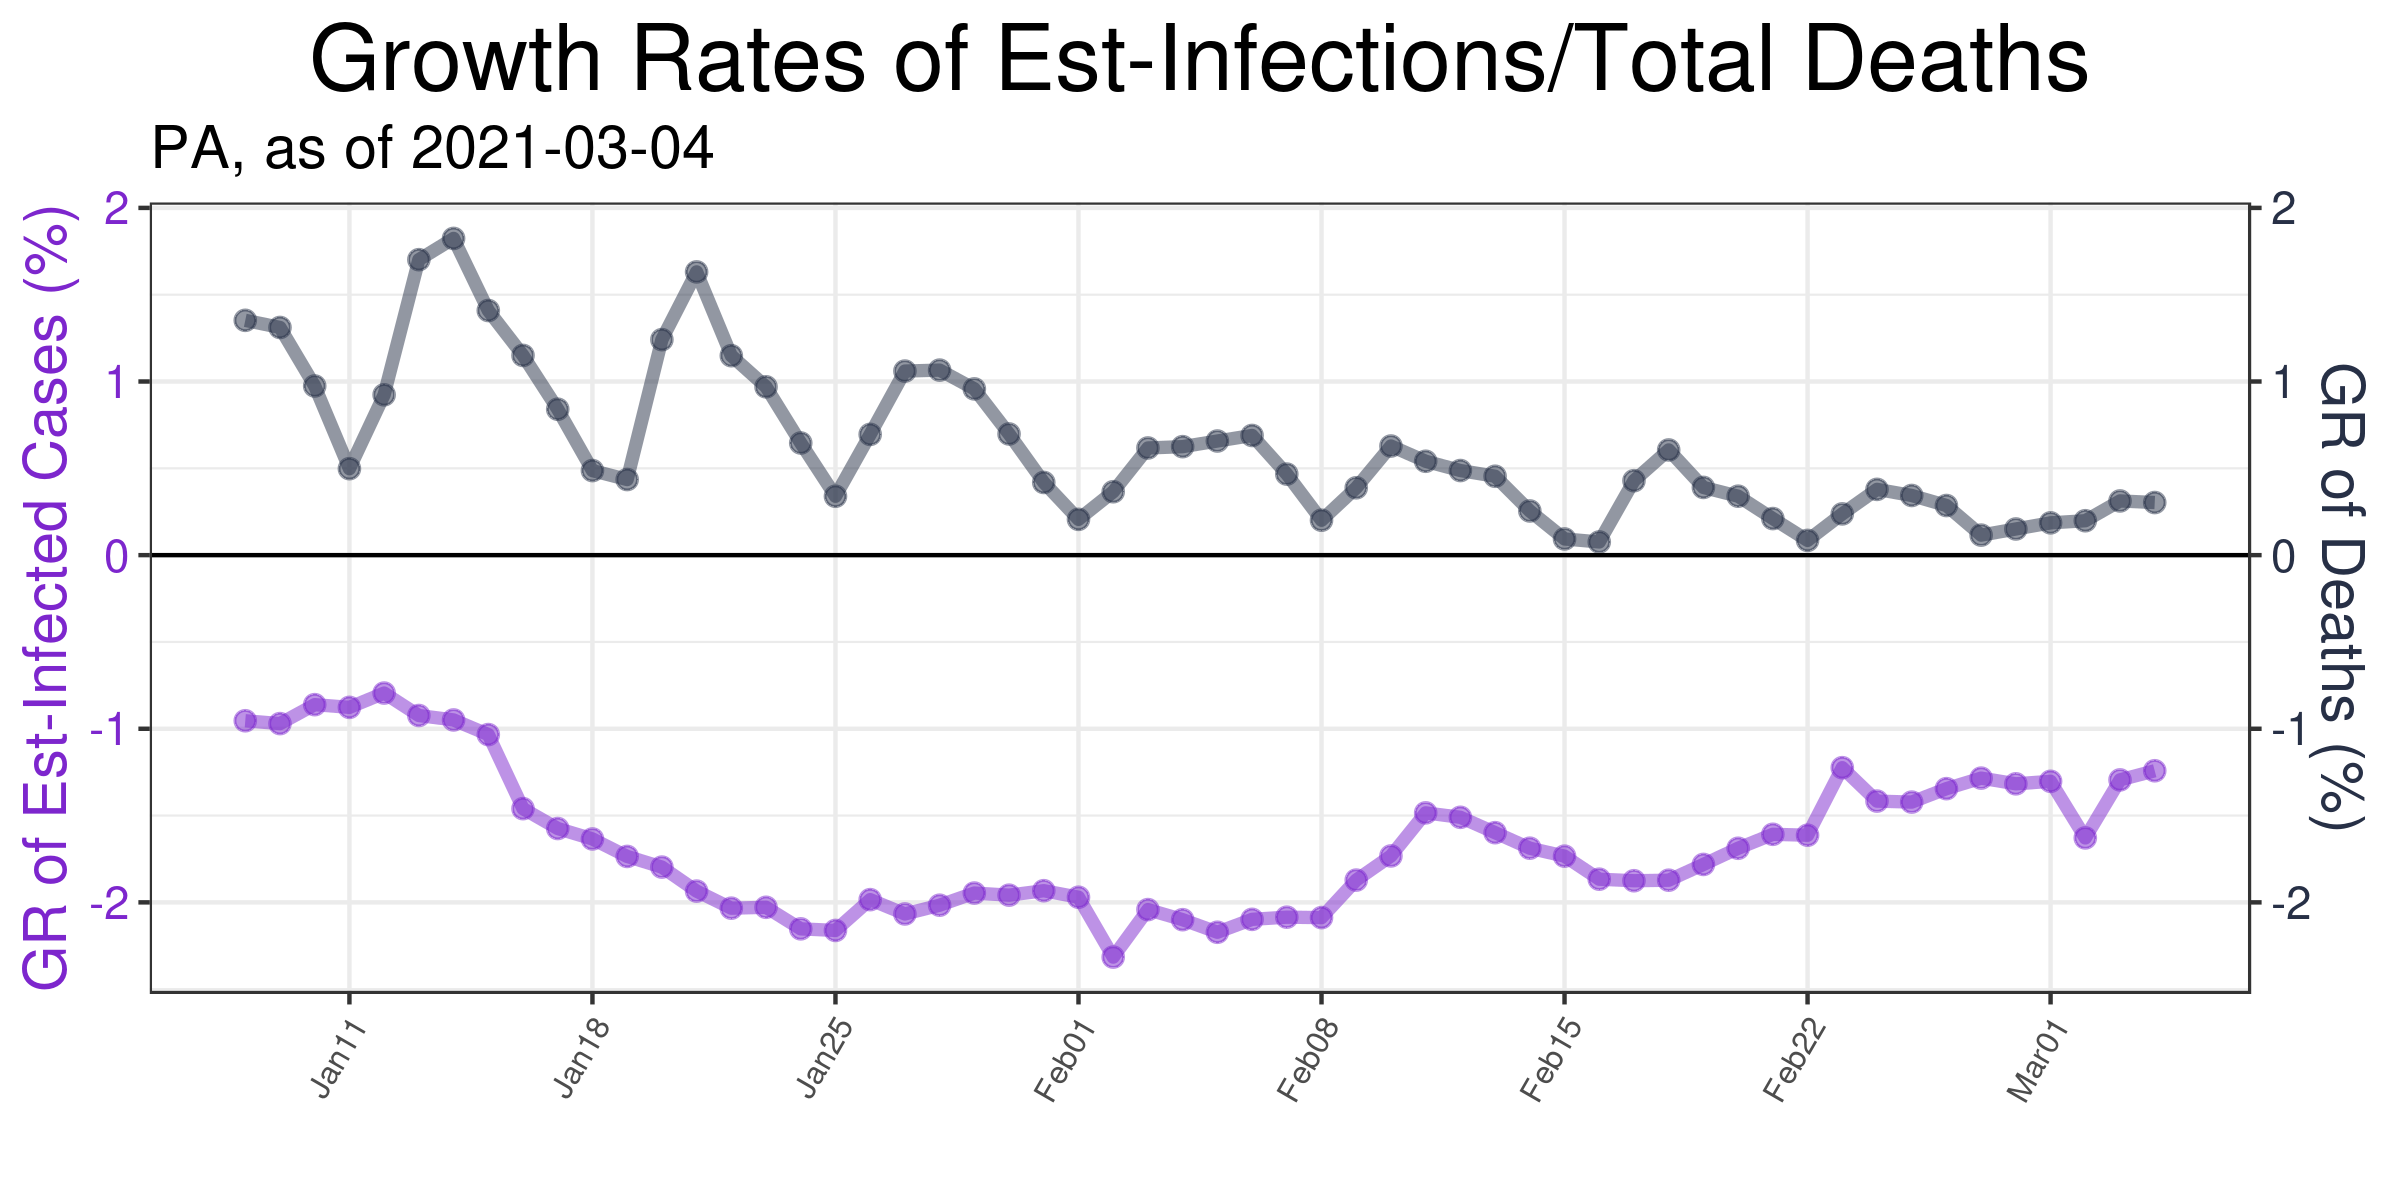 Growth Rates of Est-Infections/Total Deaths
PA, as of 2021-03-04
GR of Est-Infected Cases (%)
2
1
0
-1
-2
2
1
0
-1
-2
GR of Deaths (%)
Jan11
Jan18
Jan25
Feb01
Feb08
Feb15
Feb22
Mar01